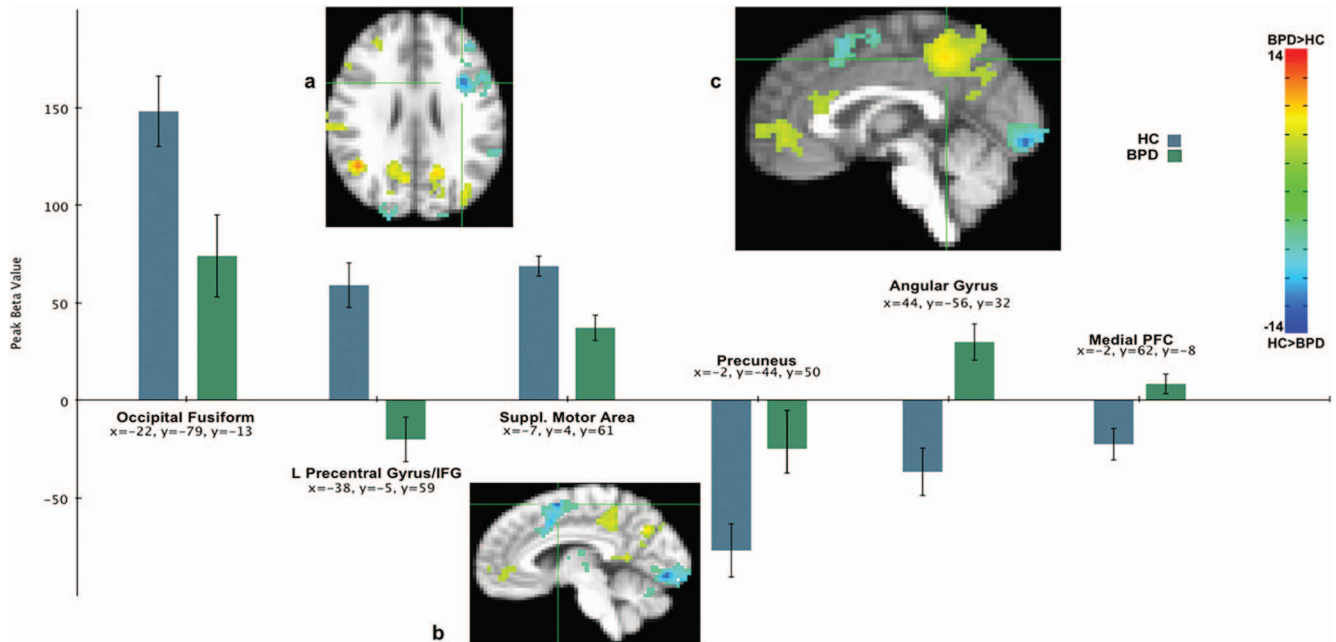 a
c
BPD>HC
14
-14
HC>BPD
HC
BPD
Peak Beta Value
150
100
50
0
−50
Occipital Fusiform
x=−22, y=−79, y=−13
L Precentral Gyrus/IFG
x=−38, y=−5, y=59
Suppl. Motor Area
x=−7, y=4, y=61
Precuneus
x=−2, y=−44, y=50
Angular Gyrus
x=44, y=−56, y=32
Medial PFC
x=−2, y=62, y=−8
b